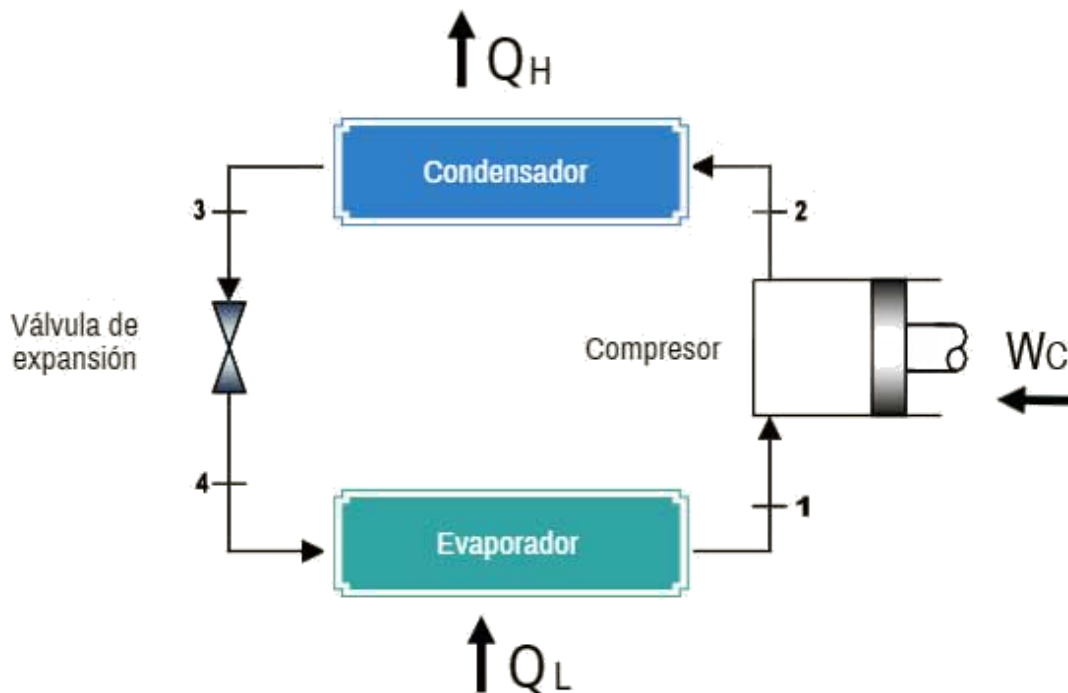 QH
Condensador
3
2
Válvula de
expansión
Compresor
WC
4
1
Evaporador
QL